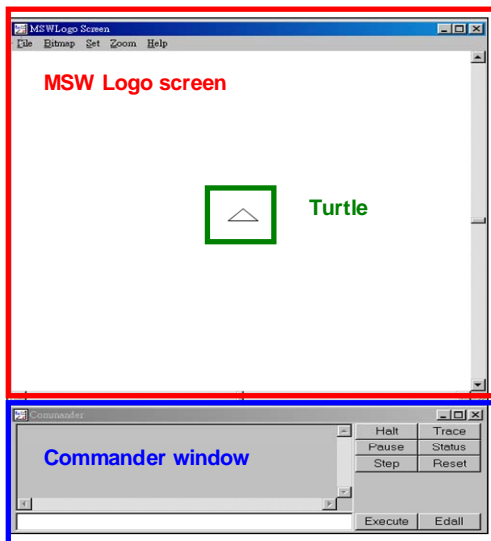 MSWLogo Screen
File Bitmap Set Zoom Help
MSW Logo screen
Turtle
Commander
Halt Trace
Pause Status
Commander window
Step Reset
Execute Edall